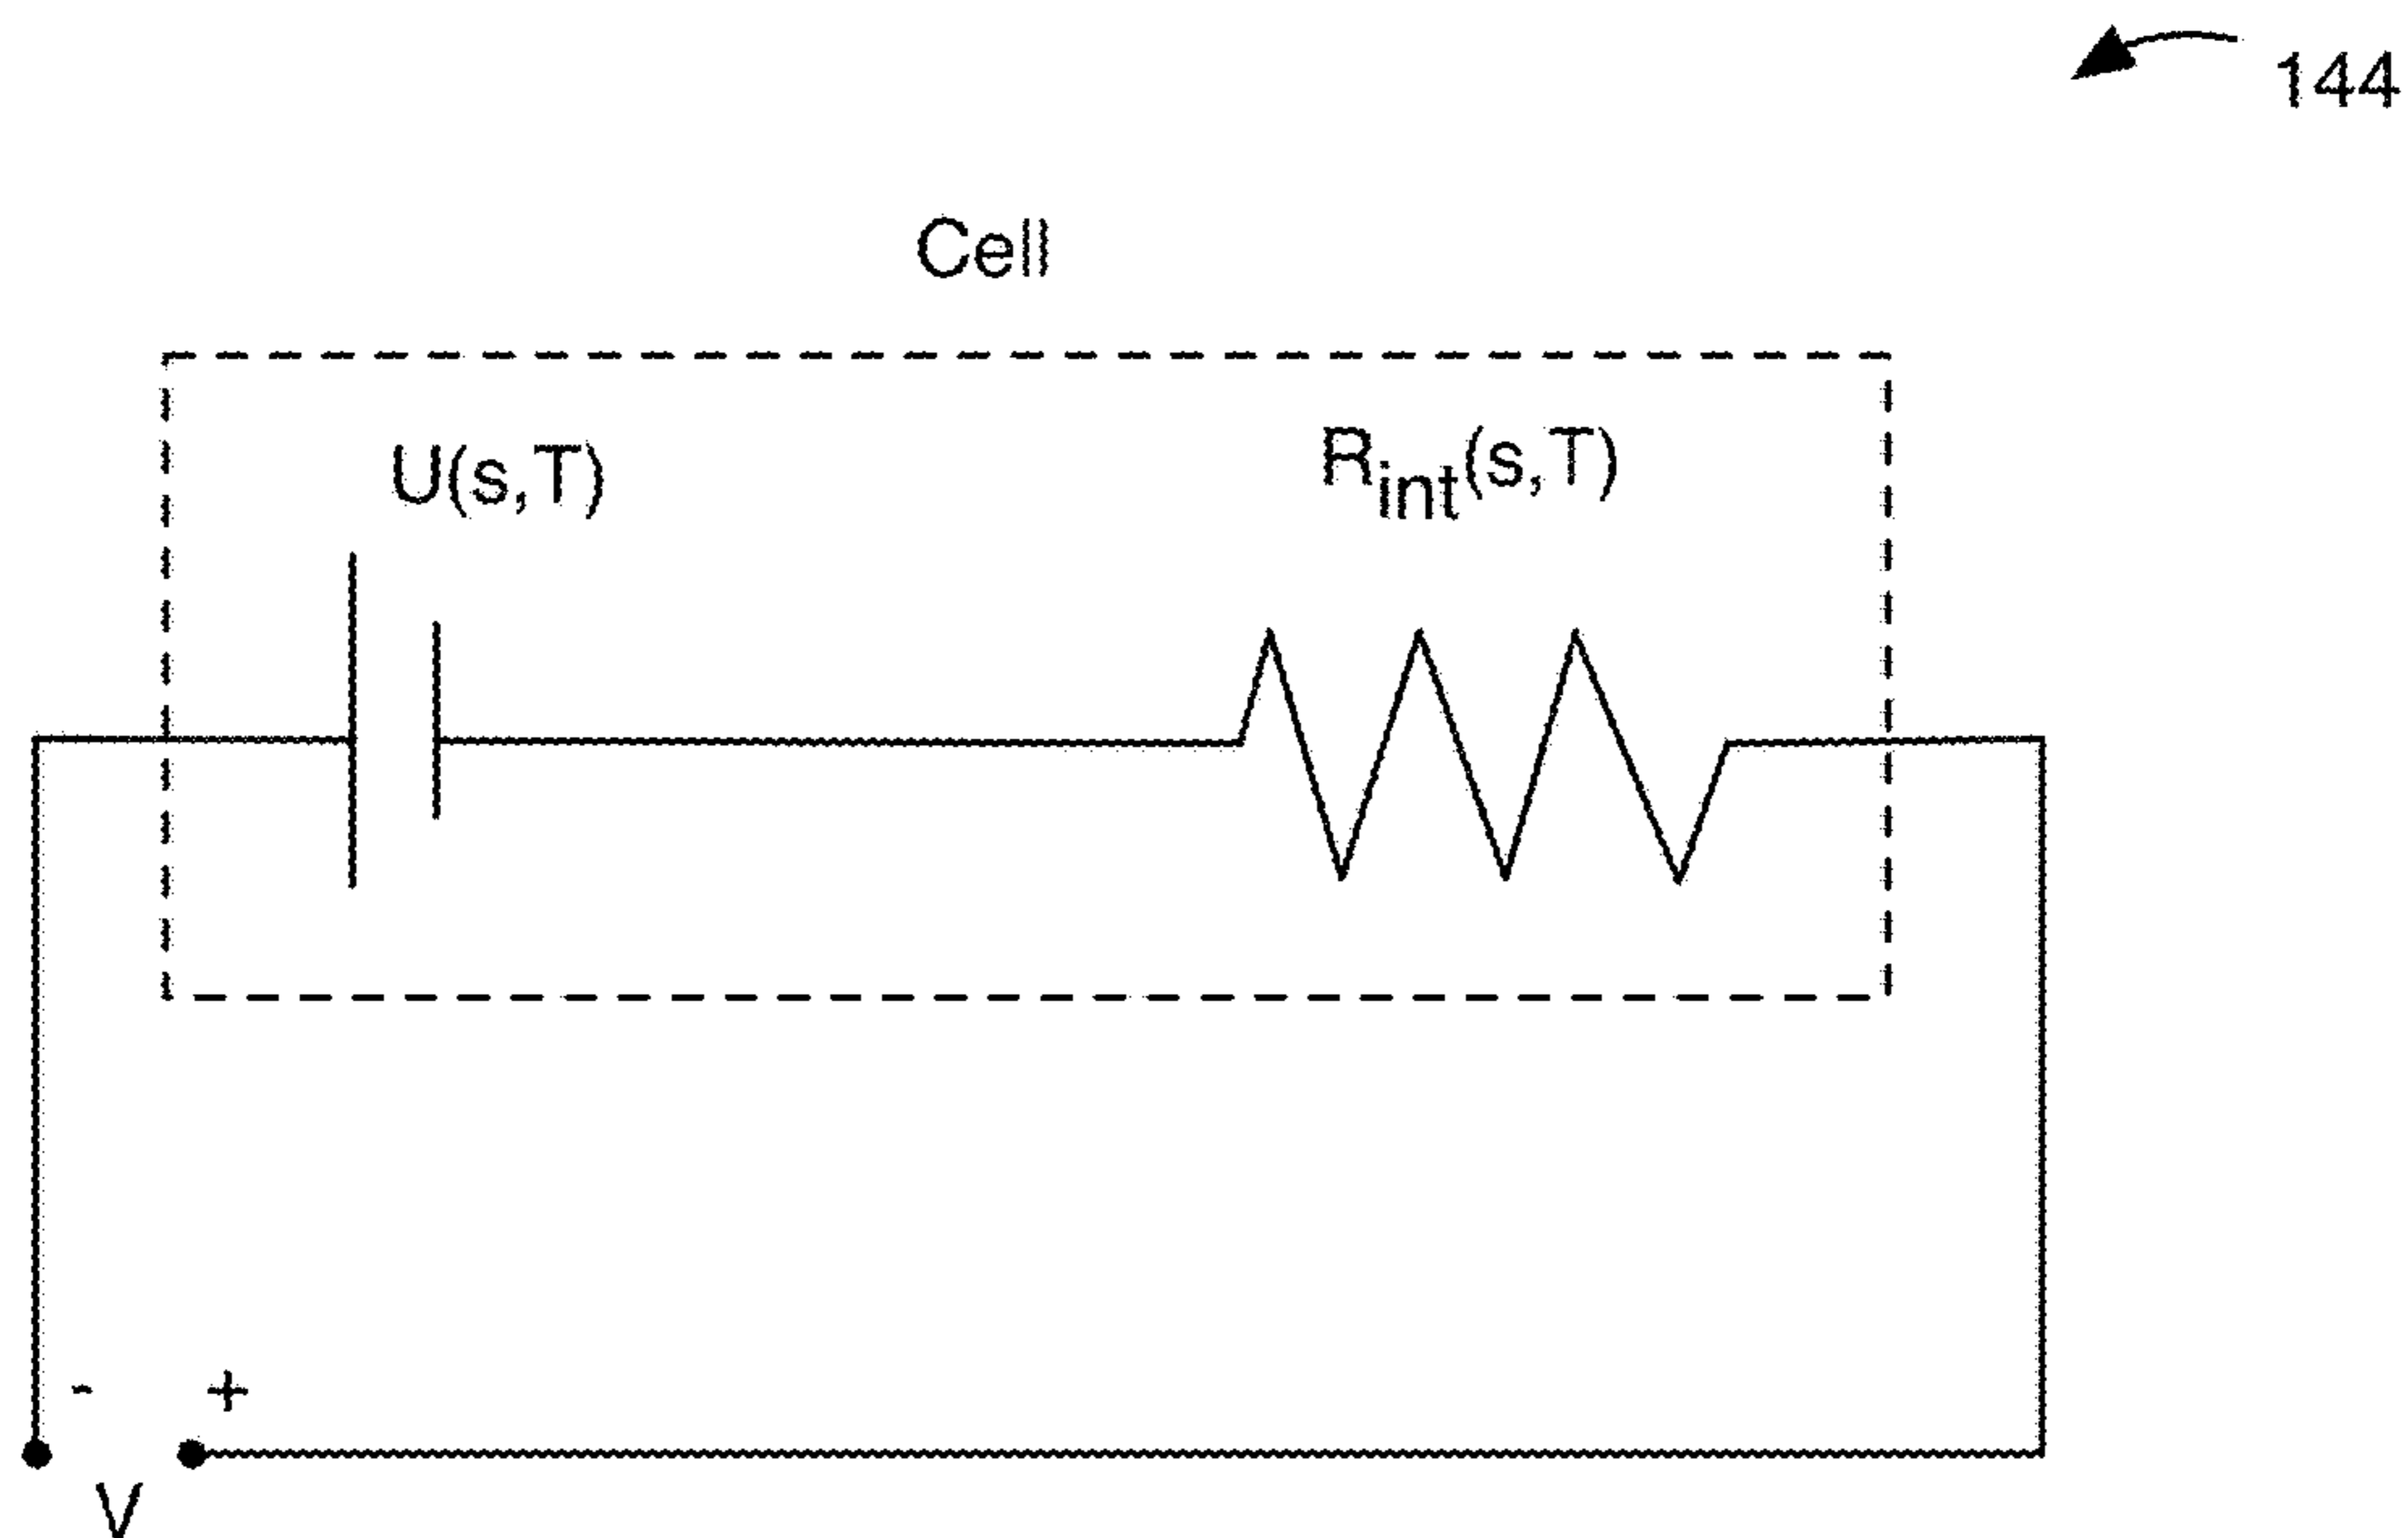 144
Cell
U(s,T)
Rint(s,T)
- +
V